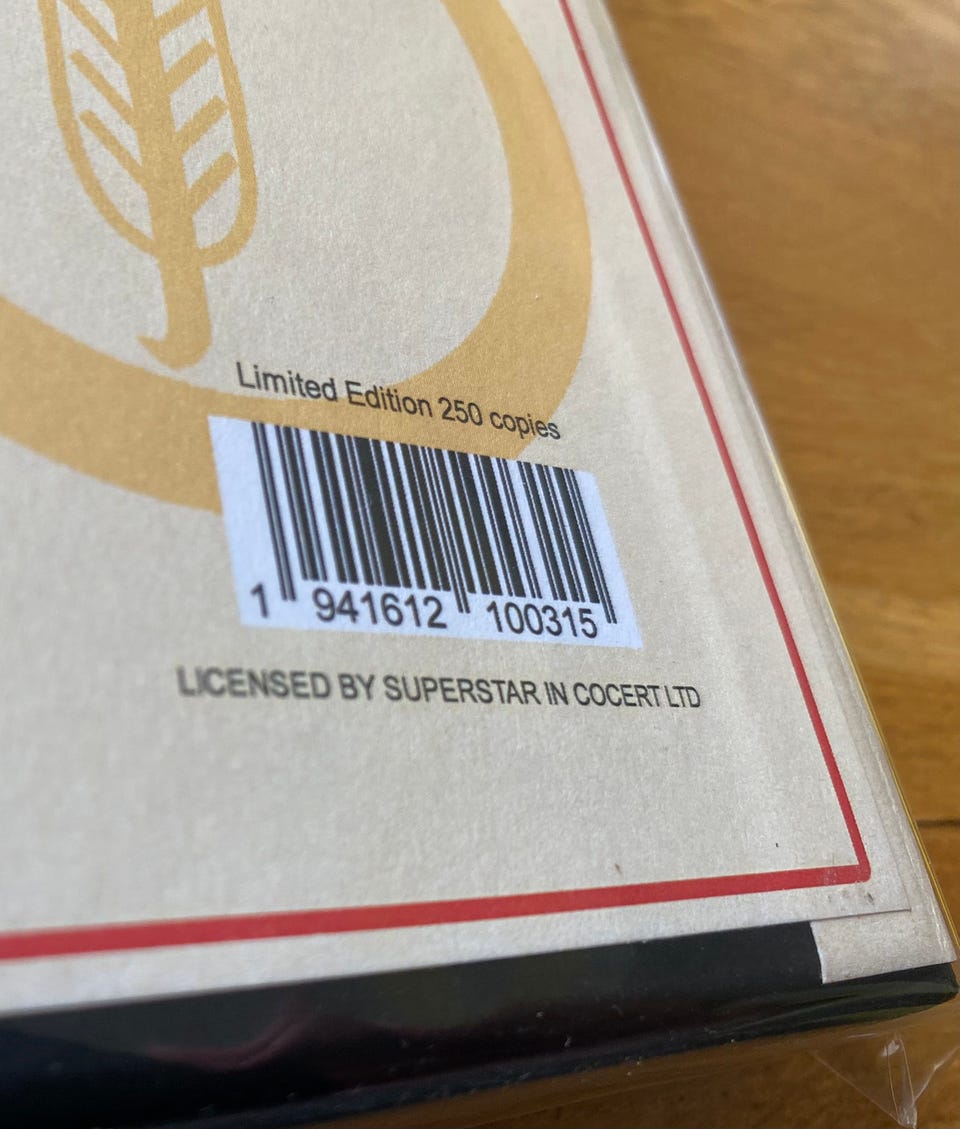 Limited Edition 250 copies
1 941612 100315
LICENSED BY SUPERSTAR IN COCERT LTD